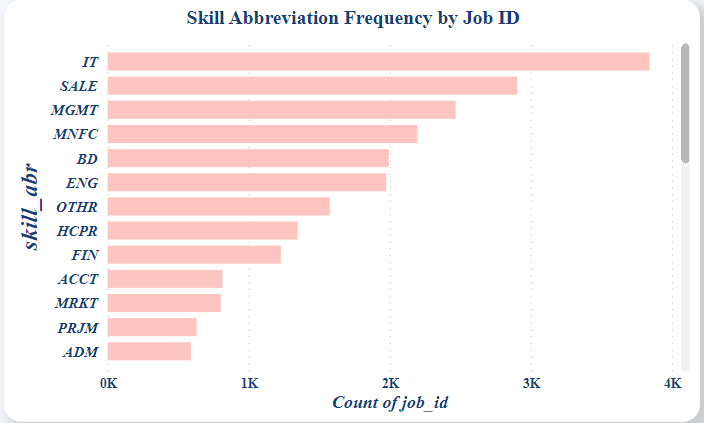 Skill Abbreviation Frequency by Job ID
skill_abr
IT
SALE
MGMT
MNFC
BD
ENG
OTHR
HCPR
FIN
ACCT
MRKT
PRJM
ADM
0K 1K 2K 3K 4K
Count of job_id